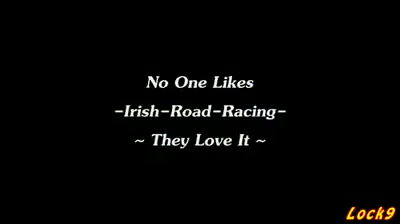 No One Likes
-Irish-Road-Racing-
~ They Love It ~
Lock9